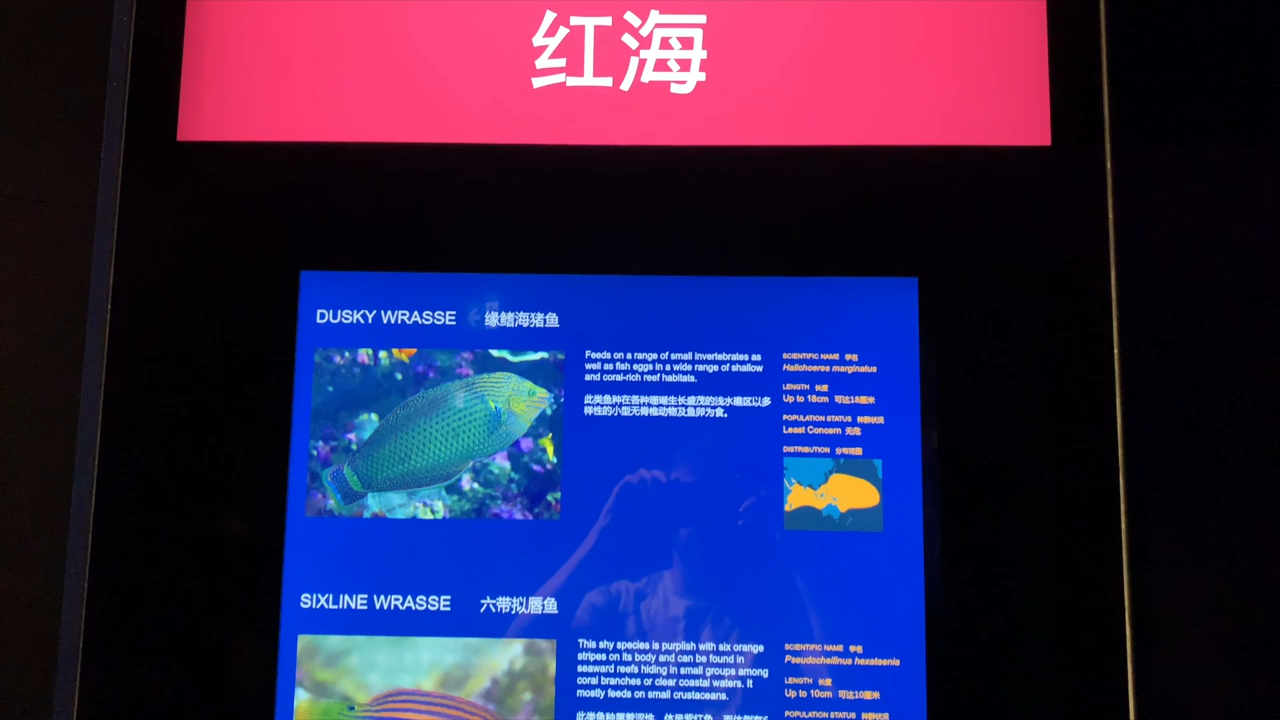 红海
DUSKY WRASSE 缘鳍海猪鱼
Feeds on a range of small invertebrates as
well as fish eggs in a wide range of shallow
and coral-rich reef habitats.
此类鱼种在各种珊瑚生长盛茂的浅水礁区以多
样性的小型无脊椎动物及鱼卵为食。
SCIENTIFIC NAME 学名
Halichoeres marginatus
LENGTH 长度
Up to 18cm 可达18厘米
POPULATION STATUS 种群状况
Least Concern 无危
DISTRIBUTION 分布范围
SIXLINE WRASSE 六带拟唇鱼
This shy species is purplish with six orange
stripes on its body and can be found in
seaward reefs hiding in small groups among
coral branches or clear coastal waters. It
mostly feeds on small crustaceans.
SCIENTIFIC NAME 学名
Pseudocheilinus hexataenia
LENGTH 长度
Up to 10cm 可达10厘米
POPULATION STATUS 种群状况